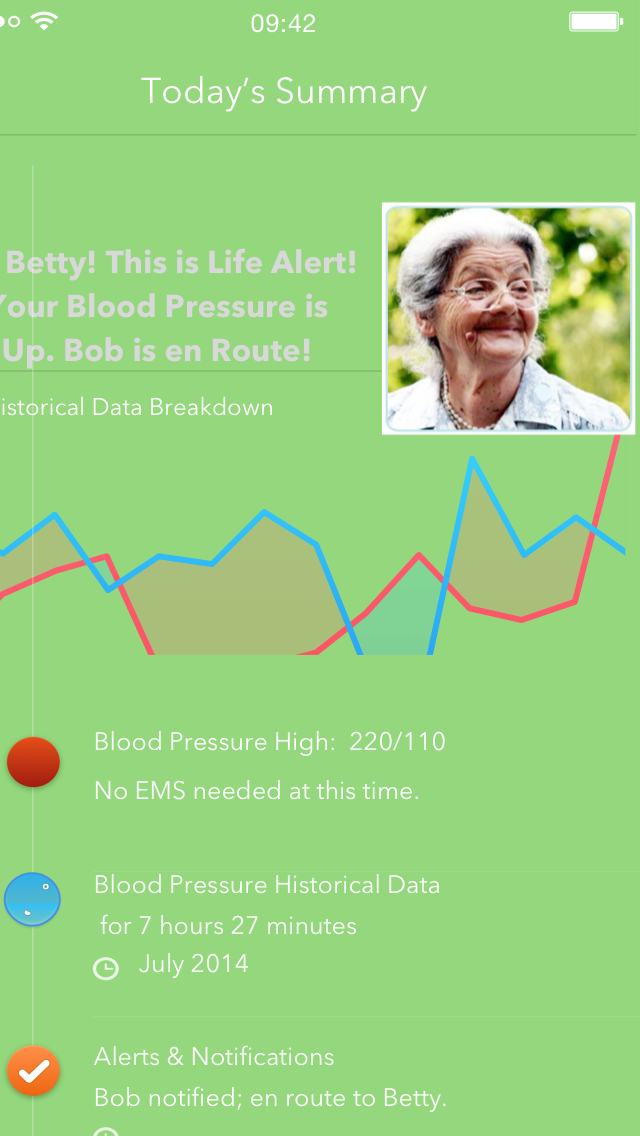 09:42
Today's Summary
Betty! This is Life Alert!
Your Blood Pressure is
Up. Bob is en Route!
istorical Data Breakdown
Blood Pressure High: 220/110
No EMS needed at this time.
Blood Pressure Historical Data
for 7 hours 27 minutes
July 2014
Alerts & Notifications
Bob notified; en route to Betty.